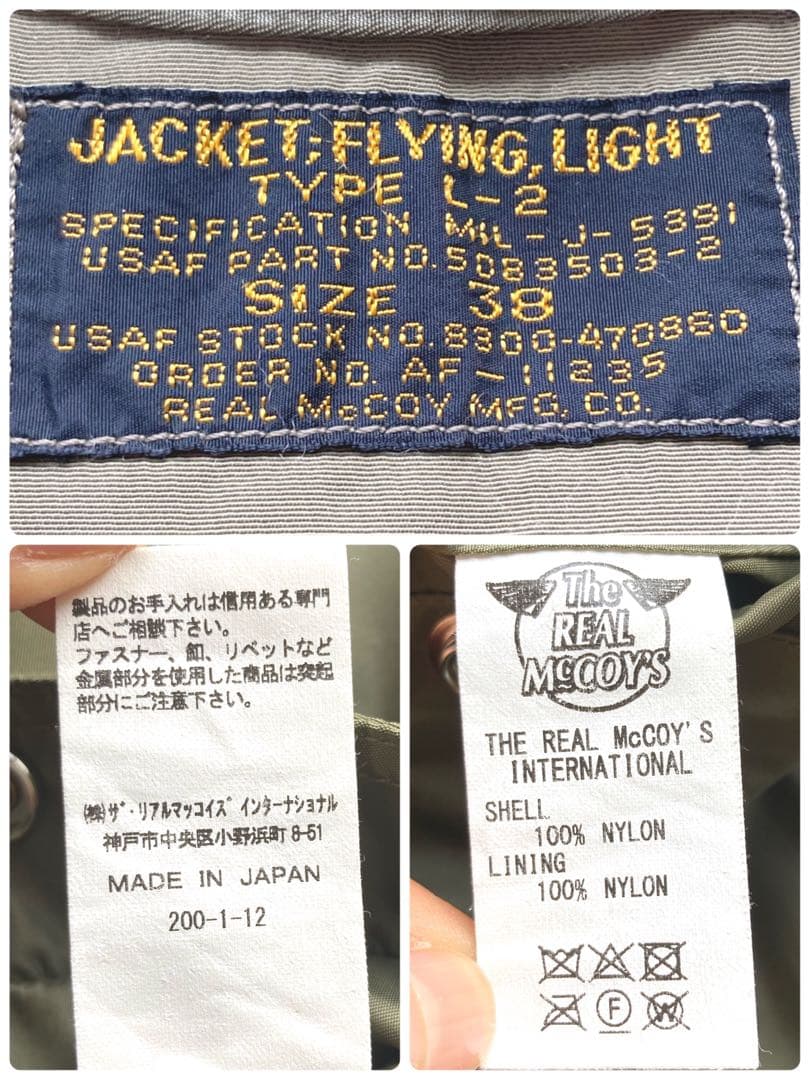 JACKET; FLYING, LIGHT
TYPE L-2
SPECIFICATION MIL-J-5391
USAF PART NO. 5083503-2
SIZE 38
USAF STOCK NO. 8300-470860
ORDER NO. AF-11235
REAL McCOY MFG. CO.
製品のお手入れは信用ある専門
店へご相談下さい。
ファスナー、釦、リベットなど
金属部分を使用した商品は突起
部分にご注意下さい。
㈱ザ・リアルマッコイズ インターナショナル
神戸市中央区小野浜町8-51
MADE IN JAPAN
200-1-12
The
REAL
McCOY'S
THE REAL McCOY'S
INTERNATIONAL
SHELL
100% NYLON
LINING
100% NYLON
F
W